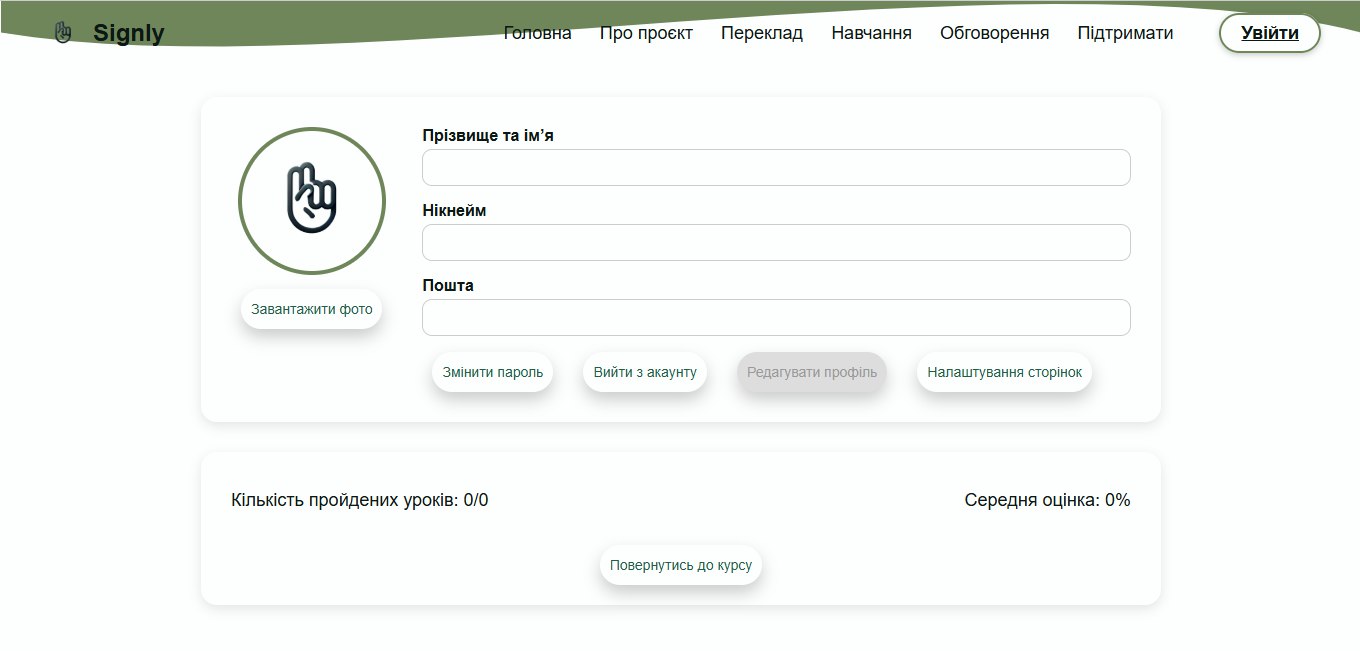 Signly
Головна Про проєкт Переклад Навчання Обговорення Підтримати Увійти
Прізвище та ім’я
Нікнейм
Пошта
Завантажити фото
Змінити пароль Вийти з акаунту Редагувати профіль Налаштування сторінок
Кількість пройдених уроків: 0/0 Середня оцінка: 0%
Повернутись до курсу